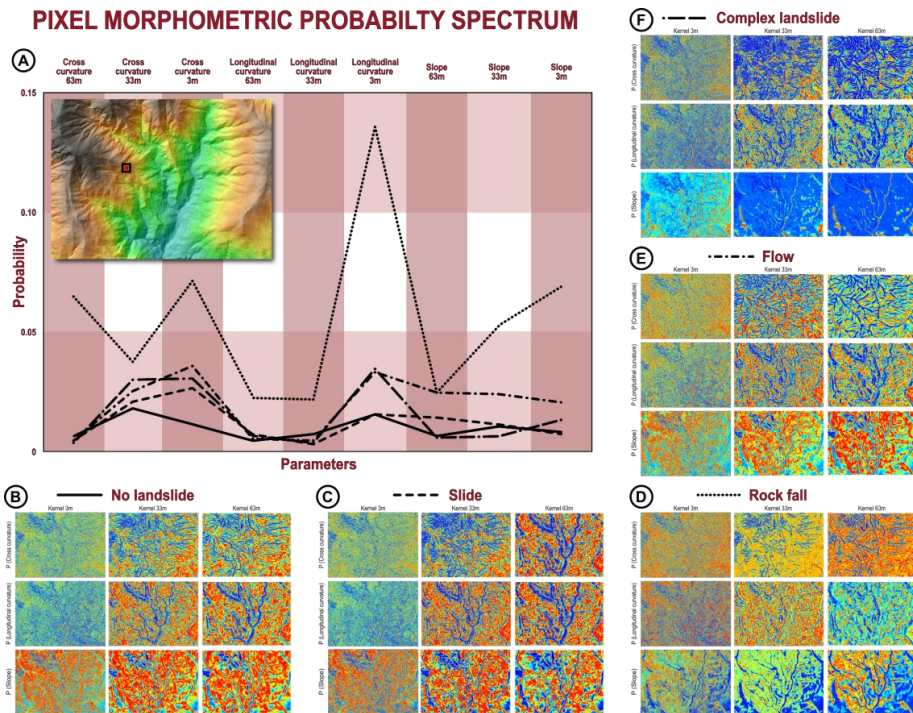 PIXEL MORPHOMETRIC PROBABILTY SPECTRUM
A
Cross curvature 63m
Cross curvature 33m
Cross curvature 3m
Longitudinal curvature 63m
Longitudinal curvature 33m
Longitudinal curvature 3m
Slope 63m
Slope 33m
Slope 3m
0.15
0.10
0.05
0
Probability
Parameters
B
No landslide
Kernel 3m
Kernel 33m
Kernel 63m
P (Cross curvature)
P (Longitudinal curvature)
P (Slope)
C
Slide
Kernel 3m
Kernel 33m
Kernel 63m
P (Cross curvature)
P (Longitudinal curvature)
P (Slope)
F
Complex landslide
Kernel 3m
Kernel 33m
Kernel 63m
P (Cross curvature)
P (Longitudinal curvature)
P (Slope)
E
Flow
Kernel 3m
Kernel 33m
Kernel 63m
P (Cross curvature)
P (Longitudinal curvature)
P (Slope)
D
Rock fall
Kernel 3m
Kernel 33m
Kernel 63m
P (Cross curvature)
P (Longitudinal curvature)
P (Slope)